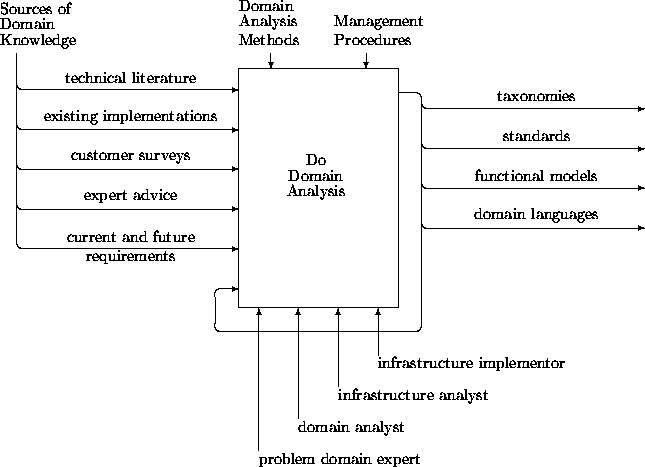 Sources of
Domain
Knowledge
Domain
Analysis
Methods
Management
Procedures
technical literature
existing implementations
customer surveys
expert advice
current and future
requirements
Do
Domain
Analysis
taxonomies
standards
functional models
domain languages
infrastructure implementor
infrastructure analyst
domain analyst
problem domain expert